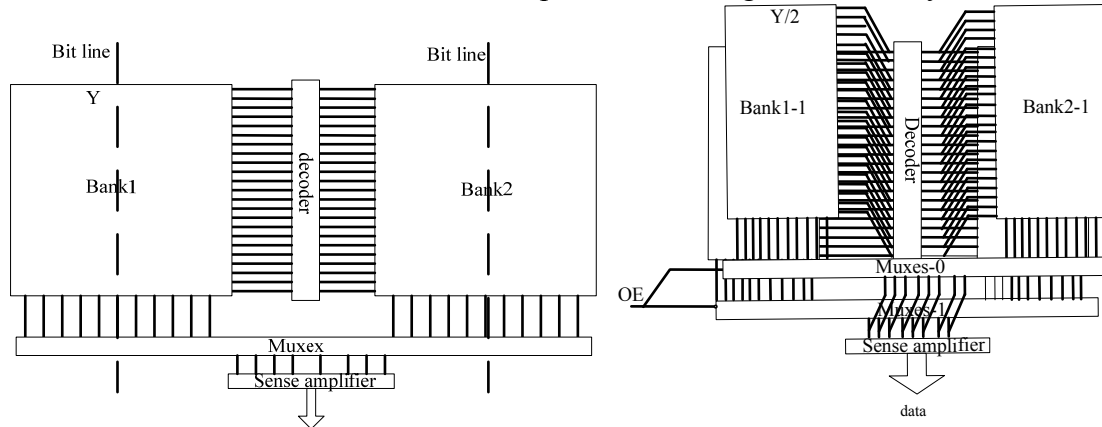 Bit line
Bit line
Y
decoder
Bank1
Bank2
Muxex
Sense amplifier
Y/2
Bank1-1
Decoder
Bank2-1
Muxes-0
OE
Muxes-1
Sense amplifier
data